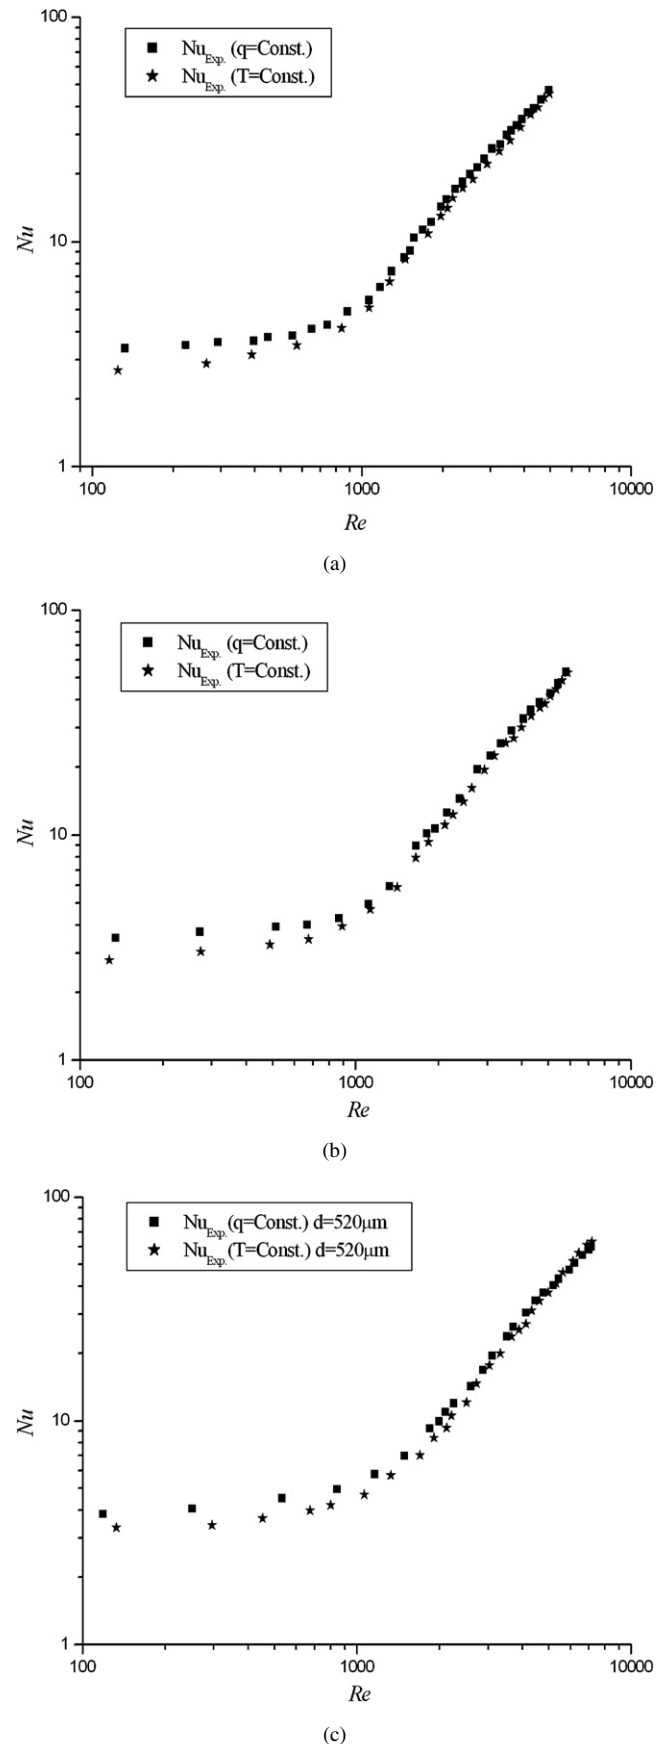 100
Nu_Exp. (q=Const.)
Nu_Exp. (T=Const.)
Nu
10
1
100 1000 10000
Re
(a)
100
Nu_Exp. (q=Const.)
Nu_Exp. (T=Const.)
Nu
10
1
100 1000 10000
Re
(b)
100
Nu_Exp. (q=Const.) d=520μm
Nu_Exp. (T=Const.) d=520μm
Nu
10
1
100 1000 10000
Re
(c)